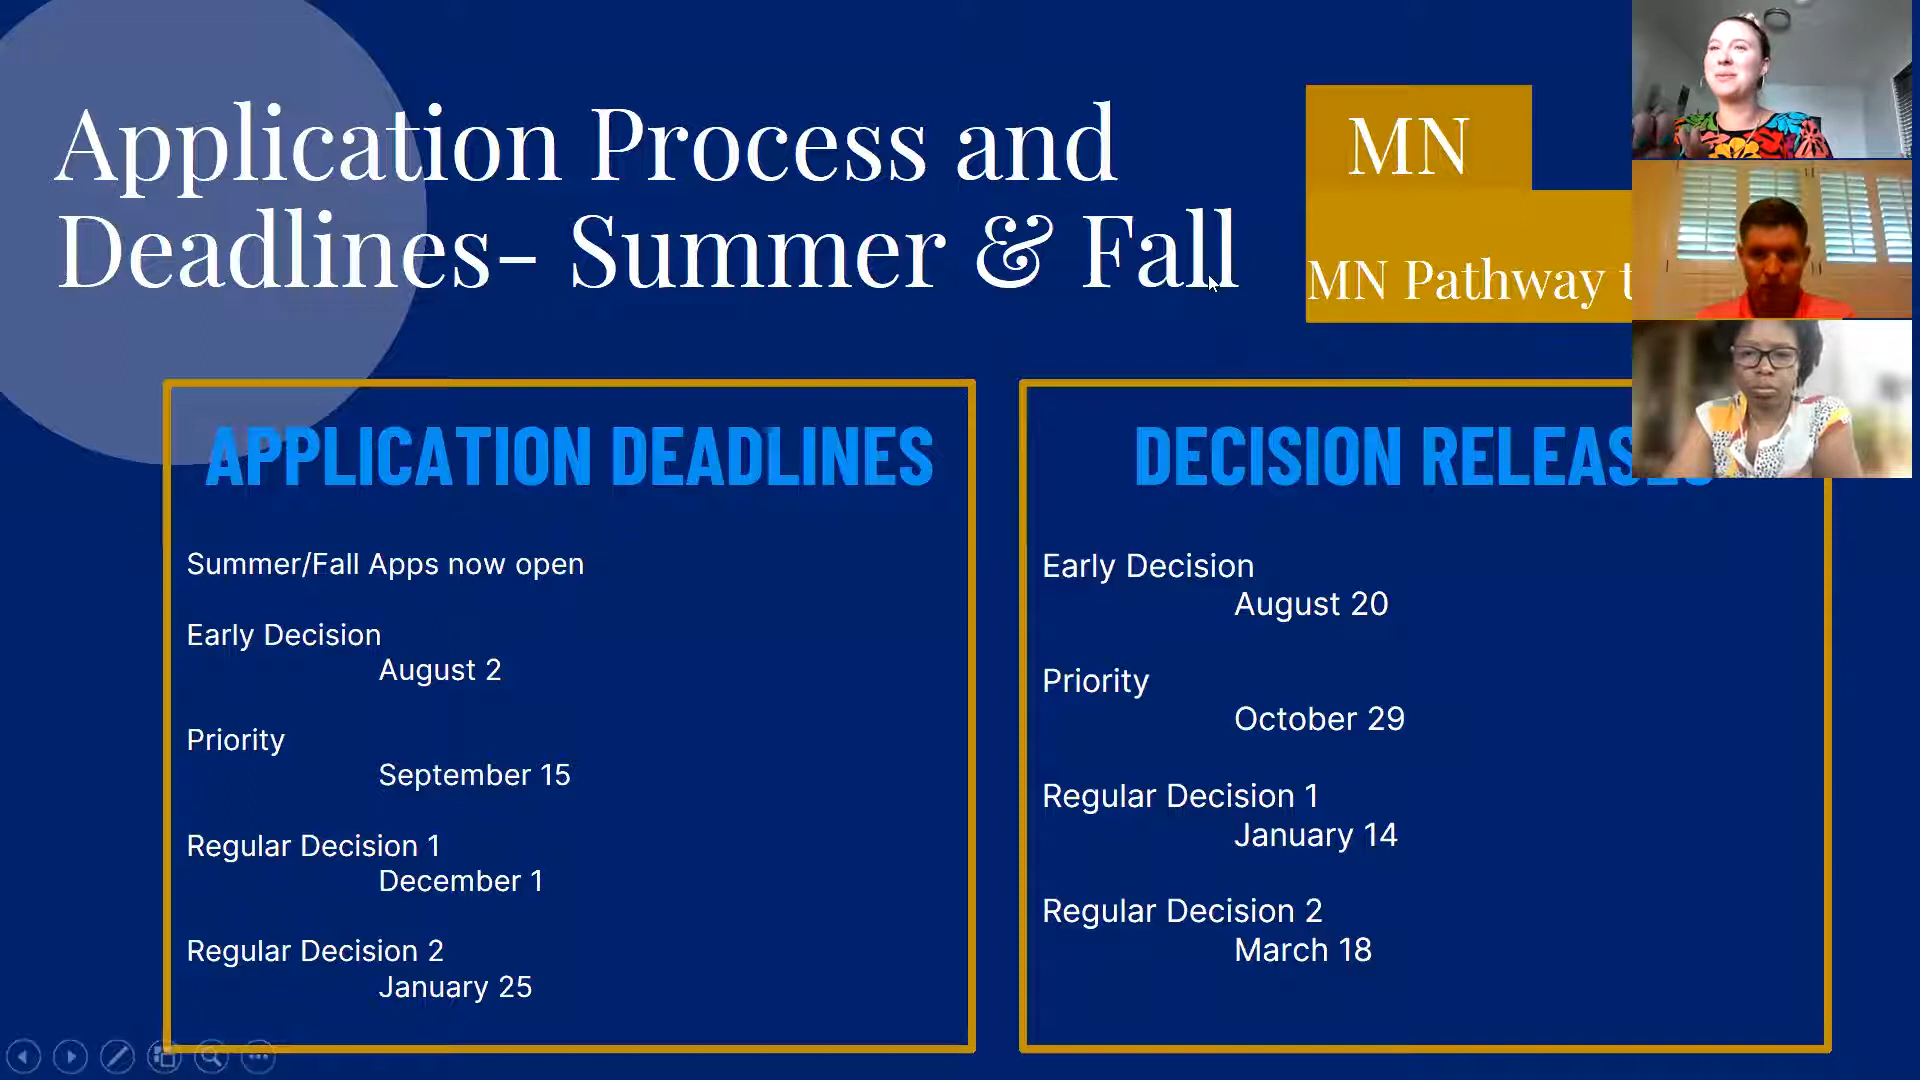 Application Process and
Deadlines- Summer & Fall
MN
MN Pathway
APPLICATION DEADLINES
Summer/Fall Apps now open
Early Decision
August 2
Priority
September 15
Regular Decision 1
December 1
Regular Decision 2
January 25
DECISION
Early Decision
August 20
Priority
October 29
Regular Decision 1
January 14
Regular Decision 2
March 18